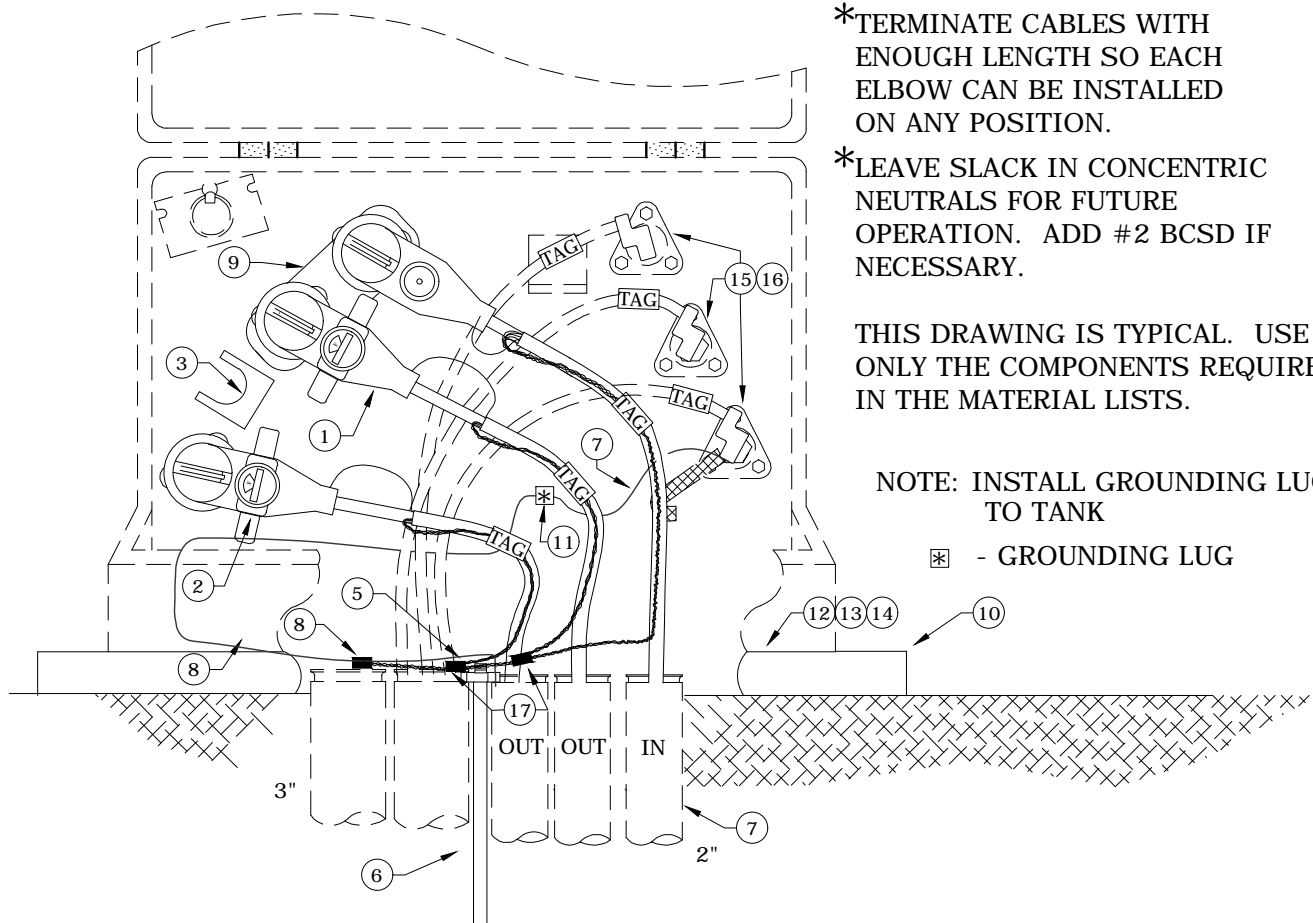 *TERMINATE CABLES WITH
ENOUGH LENGTH SO EACH
ELBOW CAN BE INSTALLED
ON ANY POSITION.
*LEAVE SLACK IN CONCENTRIC
NEUTRALS FOR FUTURE
OPERATION. ADD #2 BCSD IF
NECESSARY.
THIS DRAWING IS TYPICAL. USE
ONLY THE COMPONENTS REQUIRE
IN THE MATERIAL LISTS.
NOTE: INSTALL GROUNDING LU
TO TANK
* - GROUNDING LUG
9
TAG
15 16
TAG
3
TAG
TAG
1
7
TAG
*
11
TAG
2
5
8
8
12 13 14
10
17
OUT OUT IN
3"
7
2"
6